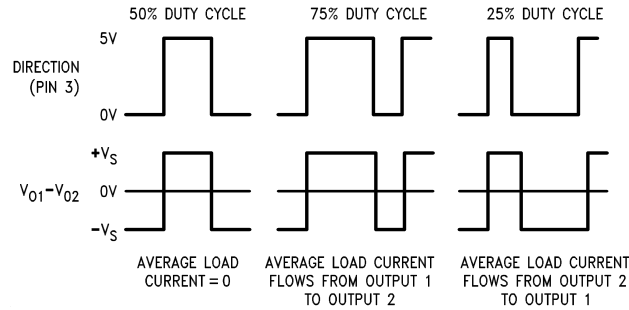 50% DUTY CYCLE
75% DUTY CYCLE
25% DUTY CYCLE
5V
DIRECTION
(PIN 3)
0V
+VS
VO1−VO2
0V
−VS
AVERAGE LOAD
CURRENT = 0
AVERAGE LOAD CURRENT
FLOWS FROM OUTPUT 1
TO OUTPUT 2
AVERAGE LOAD CURRENT
FLOWS FROM OUTPUT 2
TO OUTPUT 1